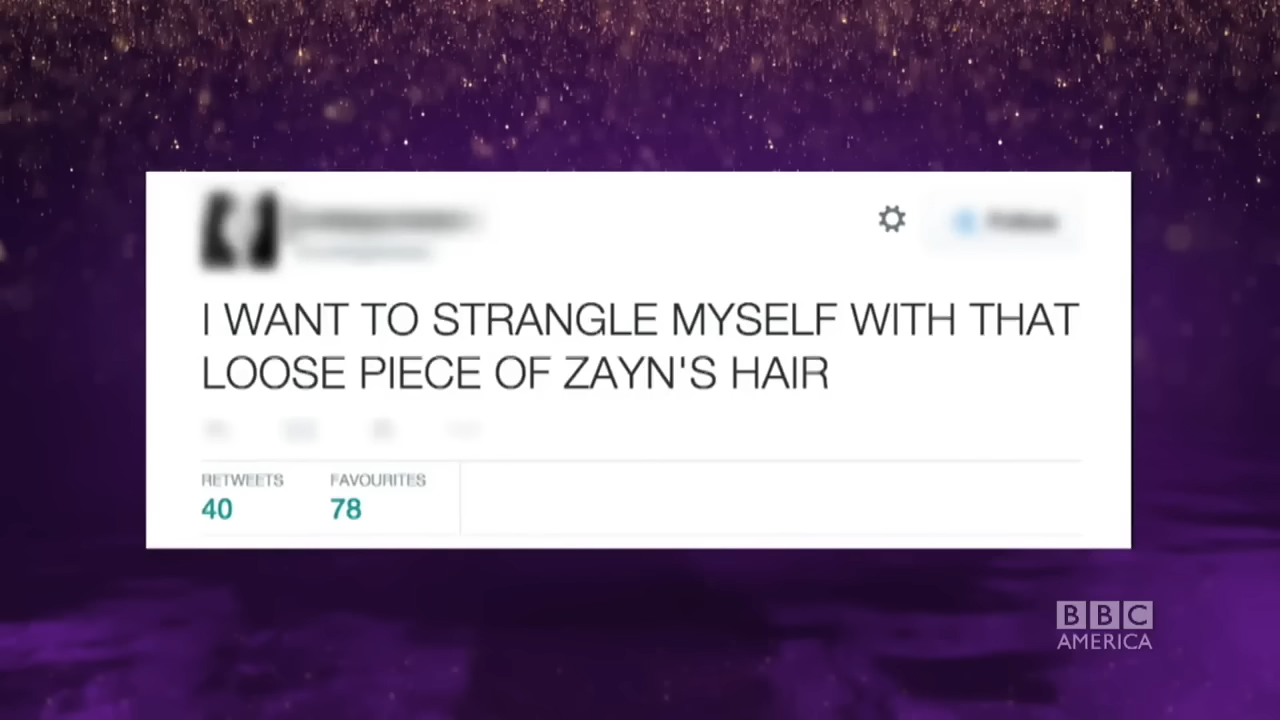 I WANT TO STRANGLE MYSELF WITH THAT
LOOSE PIECE OF ZAYN'S HAIR
RETWEETS FAVOURITES
40 78
BBC
AMERICA